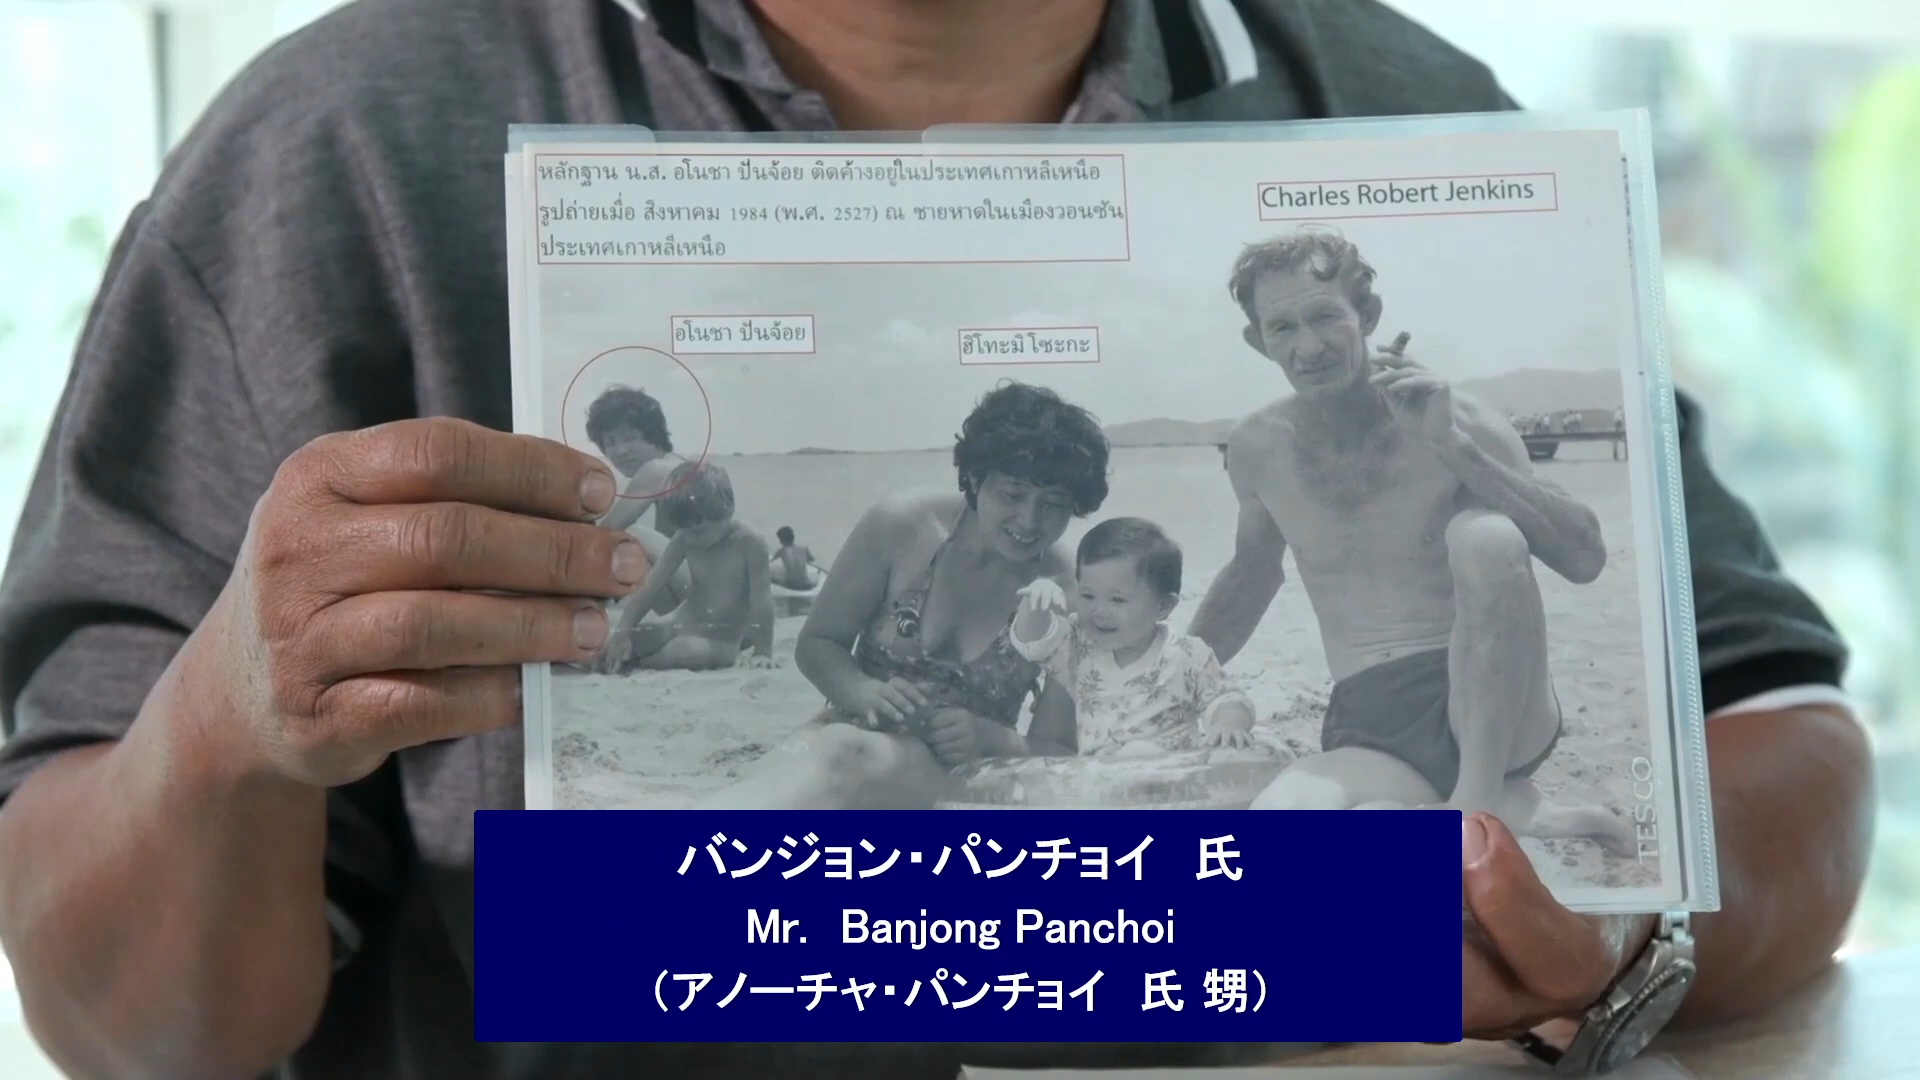 หลักฐาน น.ส. อโนชา ปันจ้อย ติดค้างอยู่ในประเทศเกาหลีเหนือ
รูปถ่ายเมื่อ สิงหาคม 1984 (พ.ศ. 2527) ณ ชายหาดในเมืองวอนซัน
ประเทศเกาหลีเหนือ
Charles Robert Jenkins
อโนชา ปันจ้อย
ฮิโทะมิ โซะกะ
TESCO
バンジョン・パンチョイ 氏
Mr. Banjong Panchoi
（アノーチャ・パンチョイ 氏 甥）